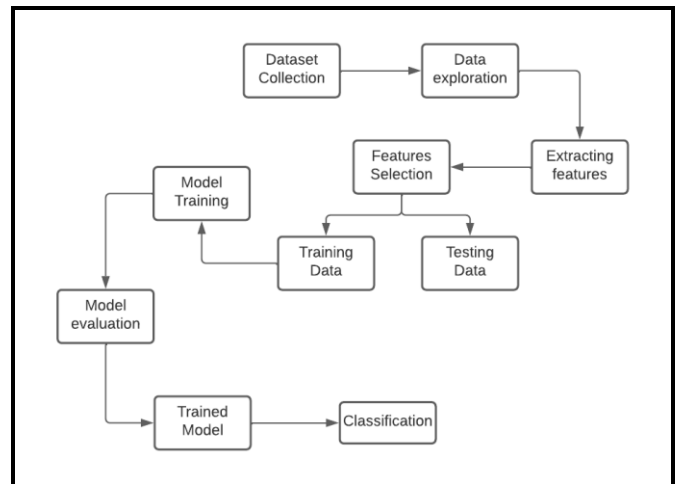 Dataset
Collection
Data
exploration
Extracting
features
Features
Selection
Training
Data
Testing
Data
Model
Training
Model
evaluation
Trained
Model
Classification